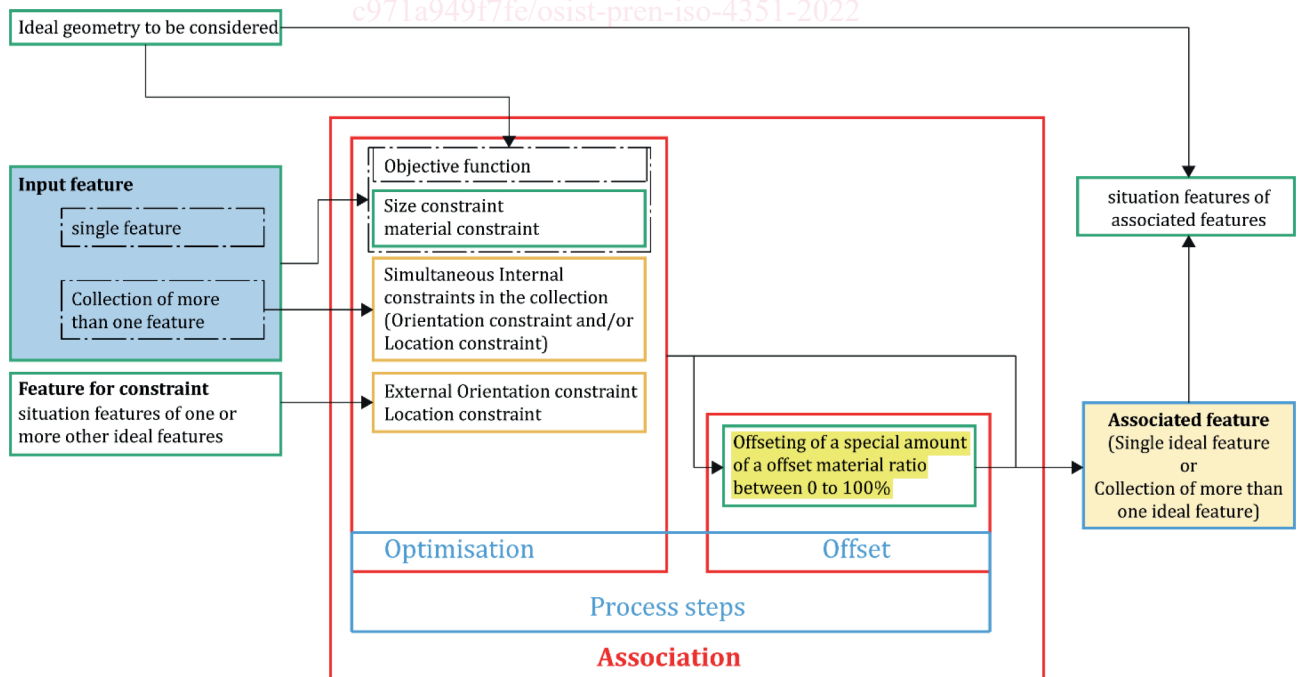 c971a949f7fe/osist-pren-iso-4351-2022
Ideal geometry to be considered
Objective function
Input feature
single feature
Size constraint
material constraint
situation features of
associated features
Collection of more
than one feature
Simultaneous Internal
constraints in the collection
(Orientation constraint and/or
Location constraint)
Feature for constraint
situation features of one or
more other ideal features
External Orientation constraint
Location constraint
Offseting of a special amount
of a offset material ratio
between 0 to 100%
Associated feature
(Single ideal feature
or
Collection of more than
one ideal feature)
Optimisation
Offset
Process steps
Association